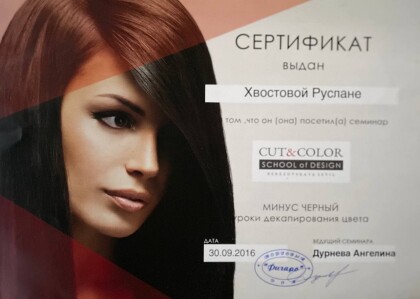 СЕРТИФИКАТ
выдан
Хвостовой Руслане
том ,что он (она) посетил(а) семинар
CUT&COLOR
SCHOOL of DESIGN
МИНУС ЧЕРНЫЙ
уроки декапирования цвета
ДАТА
30.09.2016
ВЕДУЩИЙ СЕМИНАРА
Дурнева Ангелина
Фигаро